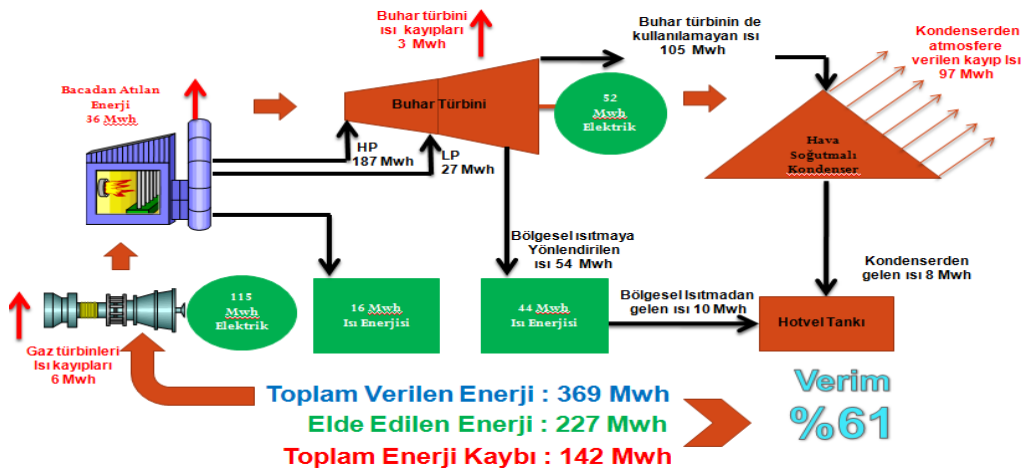 Buhar türbini
ısı kayıpları
3 Mwh
Buhar türbinin de
kullanılamayan ısı
105 Mwh
Kondenserden
atmosfere
verilen kayıp Isı
97 Mwh
Bacadan Atılan
Enerji
36 Mwh
Buhar Türbini
52
Mwh
Elektrik
HP
187 Mwh
LP
27 Mwh
Hava
Soğutmalı
Kondenser
Bölgesel ısıtmaya
Yönlendirilen
ısı 54 Mwh
Kondenserden
gelen ısı 8 Mwh
115
Mwh
Elektrik
16 Mwh
Isı Enerjisi
44 Mwh
Isı Enerjisi
Bölgesel Isıtmadan
gelen ısı 10 Mwh
Hotvel Tankı
Gaz türbinleri
Isı kayıpları
6 Mwh
Toplam Verilen Enerji : 369 Mwh
Elde Edilen Enerji : 227 Mwh
Toplam Enerji Kaybı : 142 Mwh
Verim
%61